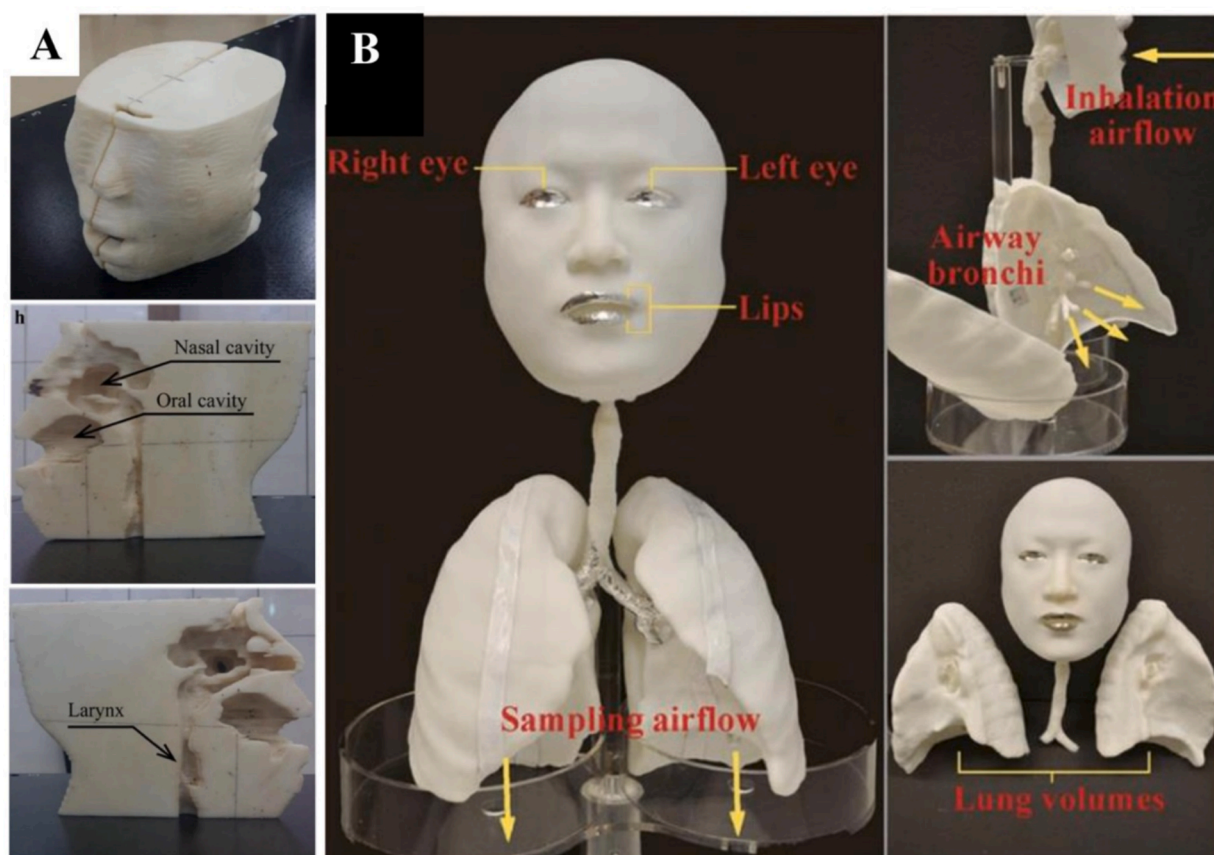 A
h
Nasal cavity
Oral cavity
Larynx
B
Right eye
Left eye
Lips
Sampling airflow
Inhalation
airflow
Airway
bronchi
Lung volumes